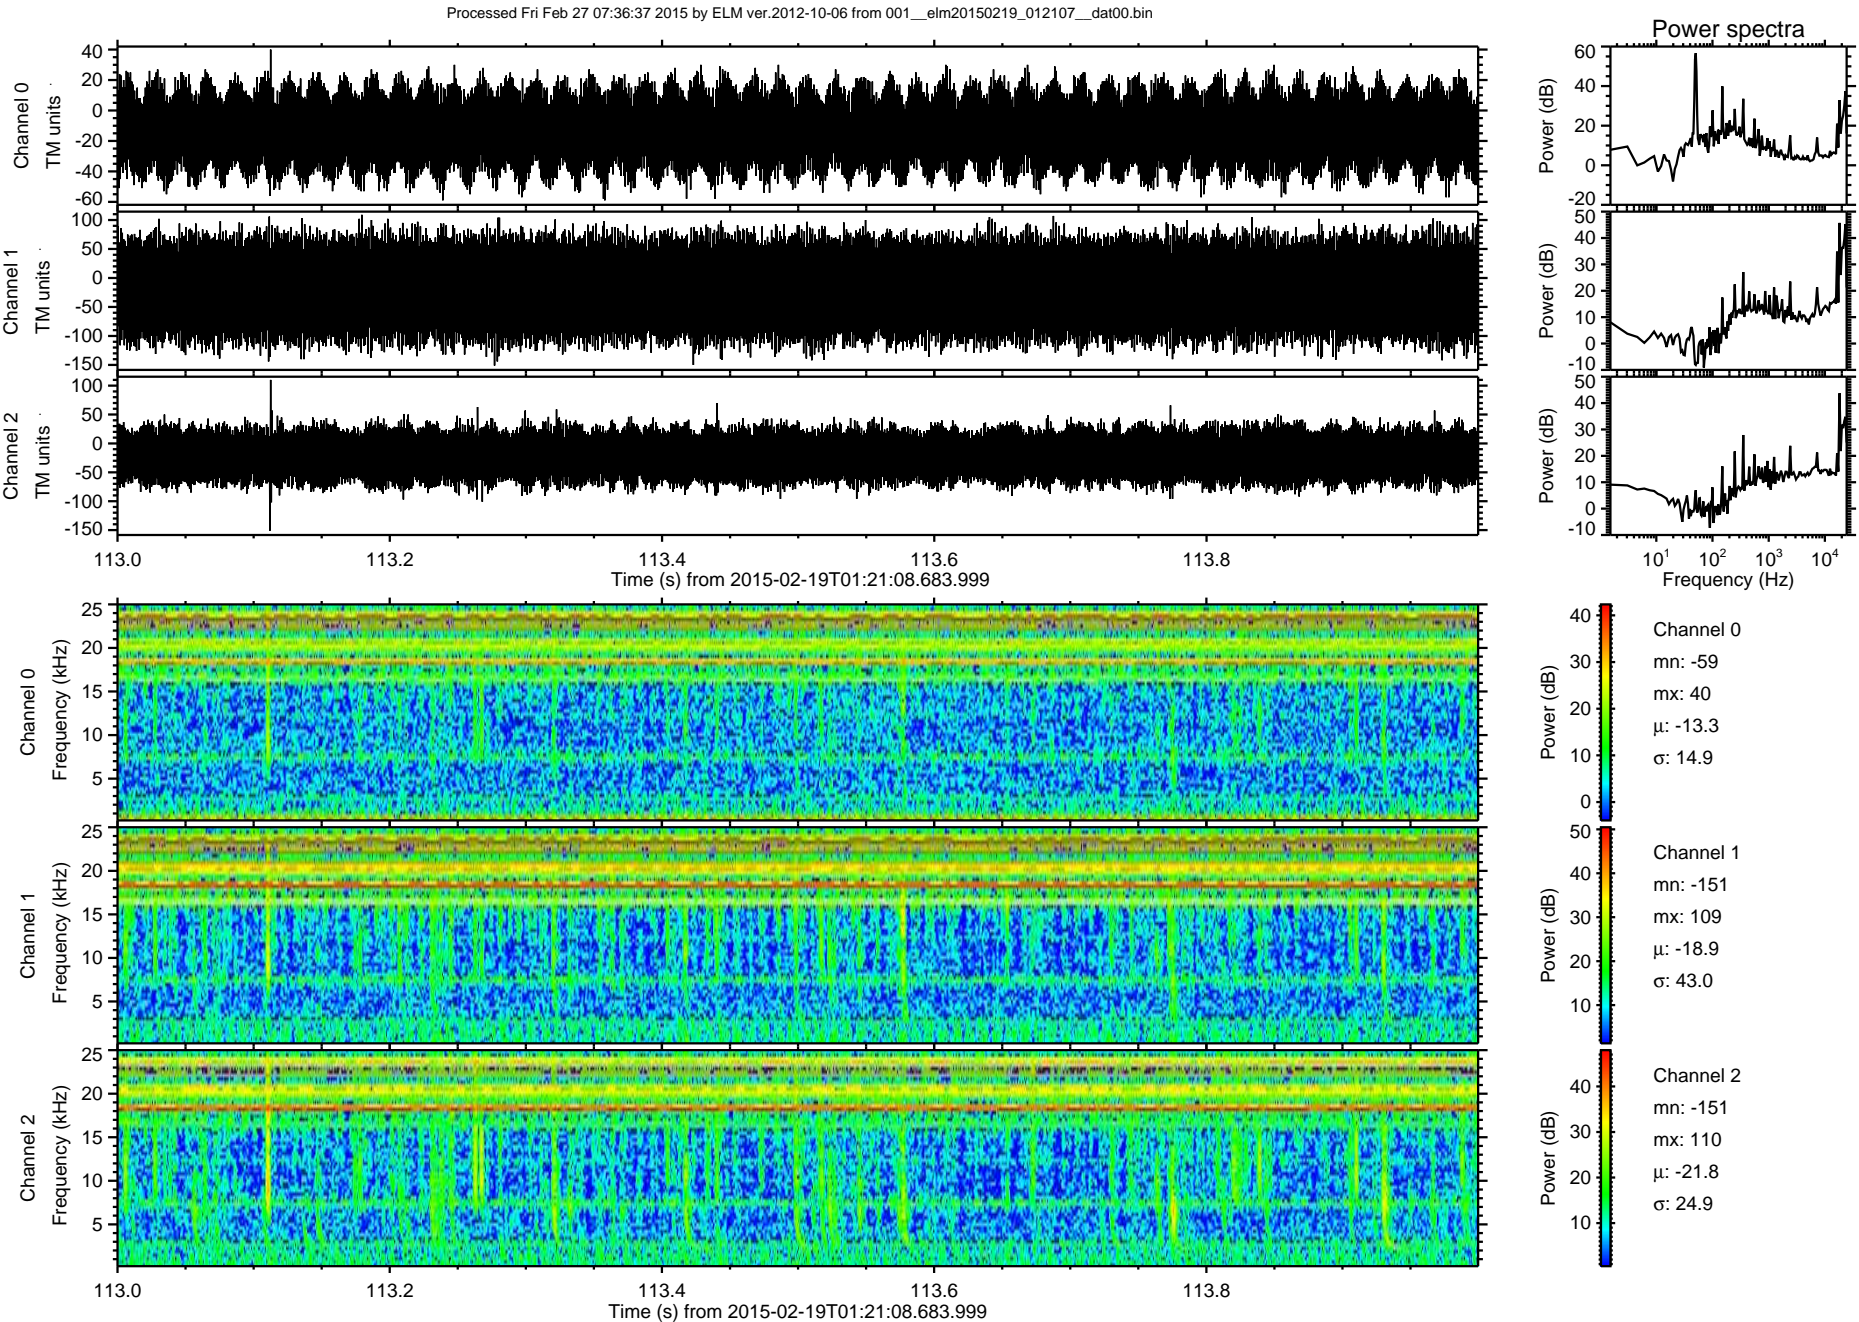 Processed Fri Feb 27 07:36:37 2015 by ELM ver.2012-10-06 from 001__elm20150219_012107__dat00.bin
Power spectra
Channel 0
TM units
40
20
0
-20
-40
-60
Power (dB)
60
40
20
0
-20
Channel 1
TM units
100
50
0
-50
-100
-150
Power (dB)
50
40
30
20
10
0
-10
Channel 2
TM units
100
50
0
-50
-100
-150
Power (dB)
50
40
30
20
10
0
-10
113.0 113.2 113.4 113.6 113.8
Time (s) from 2015-02-19T01:21:08.683.999
10¹ 10² 10³ 10⁴
Frequency (Hz)
Channel 0
Frequency (kHz)
25
20
15
10
5
Power (dB)
40
30
20
10
0
Channel 0
mn: -59
mx: 40
μ: -13.3
σ: 14.9
Channel 1
Frequency (kHz)
25
20
15
10
5
Power (dB)
50
40
30
20
10
Channel 1
mn: -151
mx: 109
μ: -18.9
σ: 43.0
Channel 2
Frequency (kHz)
25
20
15
10
5
Power (dB)
40
30
20
10
Channel 2
mn: -151
mx: 110
μ: -21.8
σ: 24.9
113.0 113.2 113.4 113.6 113.8
Time (s) from 2015-02-19T01:21:08.683.999